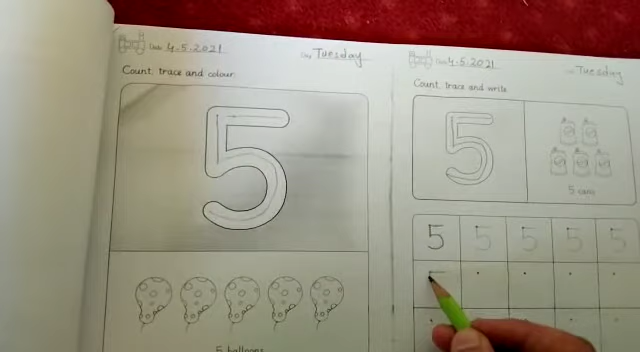 Date 4.5.2021
Day Tuesday
Count, trace and colour.
5
5 balloons
Date 4.5.2021
Tuesday
Count, trace and write
5
5 cans
5 5 5 5 5